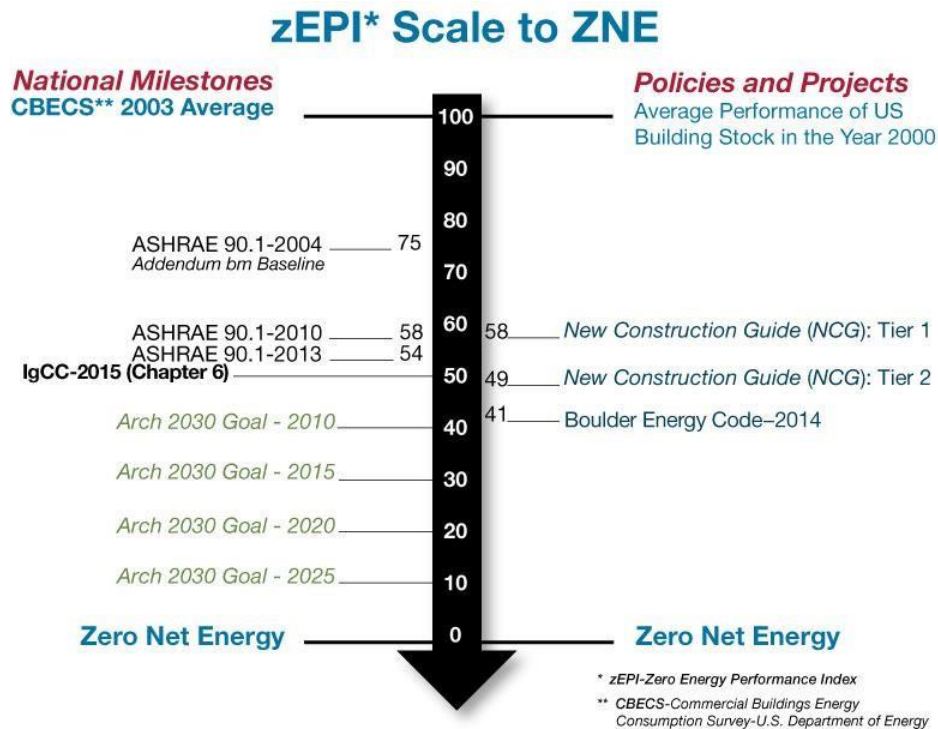 zEPI* Scale to ZNE
National Milestones
CBECS** 2003 Average
Policies and Projects
Average Performance of US
Building Stock in the Year 2000
100
90
80
ASHRAE 90.1-2004 75
Addendum bm Baseline
70
60
ASHRAE 90.1-2010 58
58 New Construction Guide (NCG): Tier 1
ASHRAE 90.1-2013 54
IgCC-2015 (Chapter 6)
50
49 New Construction Guide (NCG): Tier 2
41 Boulder Energy Code–2014
Arch 2030 Goal - 2010
40
Arch 2030 Goal - 2015
30
Arch 2030 Goal - 2020
20
Arch 2030 Goal - 2025
10
Zero Net Energy
0
Zero Net Energy
* zEPI-Zero Energy Performance Index
** CBECS-Commercial Buildings Energy
Consumption Survey-U.S. Department of Energy